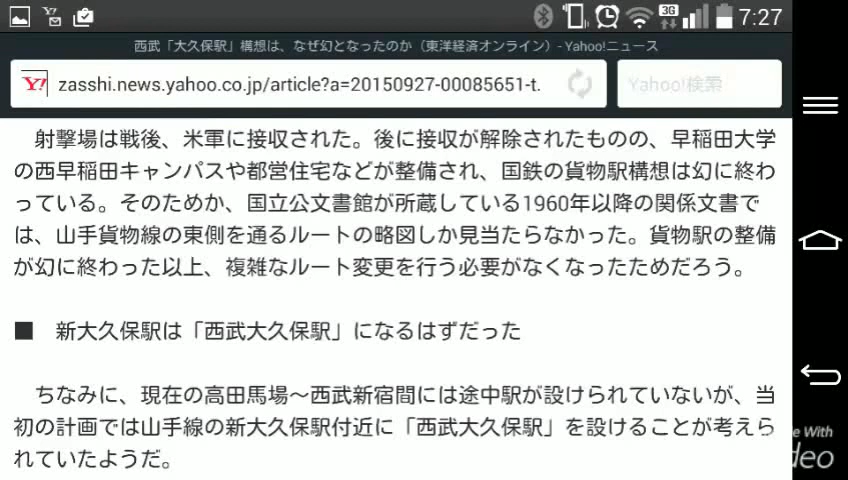 3G 7:27
西武「大久保駅」構想は、なぜ幻となったのか（東洋経済オンライン）- Yahoo!ニュース
Y! zasshi.news.yahoo.co.jp/article?a=20150927-00085651-t. Yahoo!検索
射撃場は戦後、米軍に接収された。後に接収が解除されたものの、早稲田大学
の西早稲田キャンパスや都営住宅などが整備され、国鉄の貨物駅構想は幻に終わ
っている。そのためか、国立公文書館が所蔵している1960年以降の関係文書で
は、山手貨物線の東側を通るルートの略図しか見当たらなかった。貨物駅の整備
が幻に終わった以上、複雑なルート変更を行う必要がなくなったためだろう。
■ 新大久保駅は「西武大久保駅」になるはずだった
ちなみに、現在の高田馬場〜西武新宿間には途中駅が設けられていないが、当
初の計画では山手線の新大久保駅付近に「西武大久保駅」を設けることが考えら
れていたようだ。
e With
deo